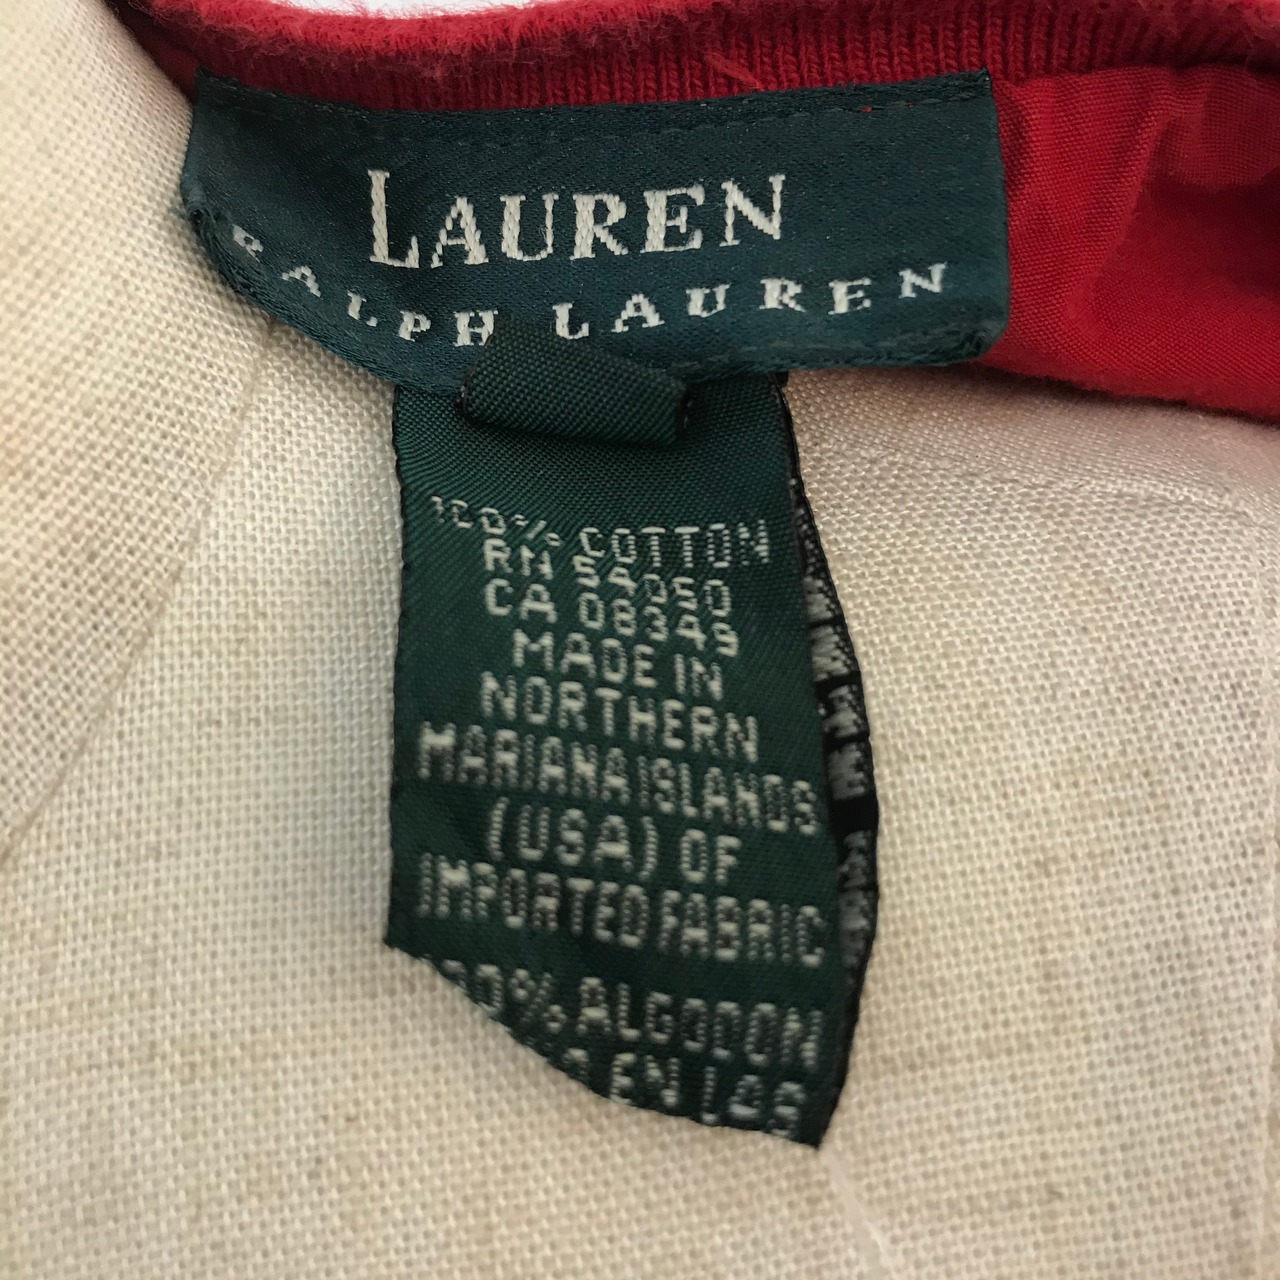 LAUREN
RALPH LAUREN
100% COTTON
RN 54050
CA 08348
MADE IN
NORTHERN
MARIANA ISLANDS
(USA) OF
IMPORTED FABRIC
100% ALGODON
EN LAS